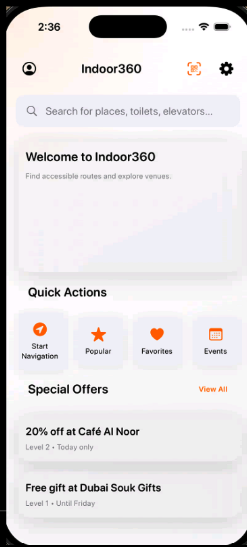 2:36
Indoor360
Search for places, toilets, elevators...
Welcome to Indoor360
Find accessible routes and explore venues.
Quick Actions
Start
Navigation
Popular
Favorites
Events
Special Offers
View All
20% off at Café Al Noor
Level 2 • Today only
Free gift at Dubai Souk Gifts
Level 1 • Until Friday